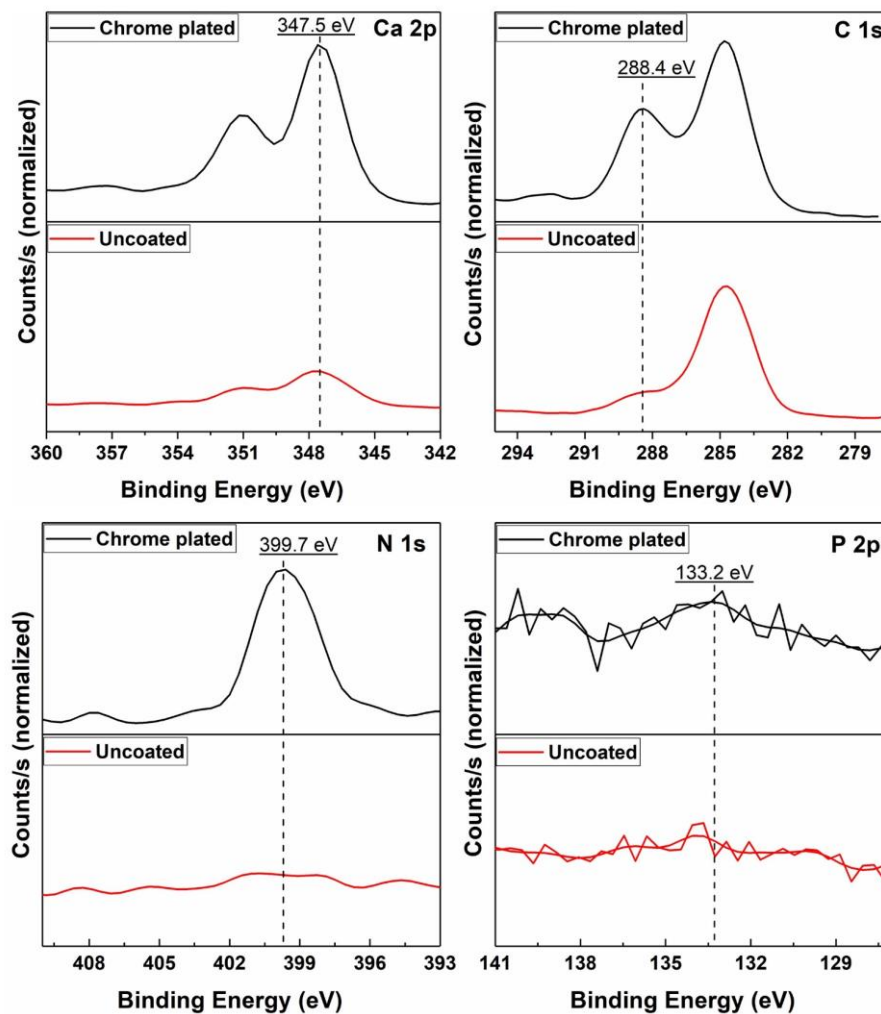 Chrome plated
347.5 eV
Ca 2p
Counts/s (normalized)
Uncoated
360 357 354 351 348 345 342
Binding Energy (eV)
Chrome plated
C 1s
288.4 eV
Counts/s (normalized)
Uncoated
294 291 288 285 282 279
Binding Energy (eV)
Chrome plated
399.7 eV
N 1s
Counts/s (normalized)
Uncoated
408 405 402 399 396 393
Binding Energy (eV)
Chrome plated
P 2p
133.2 eV
Counts/s (normalized)
Uncoated
141 138 135 132 129
Binding Energy (eV)